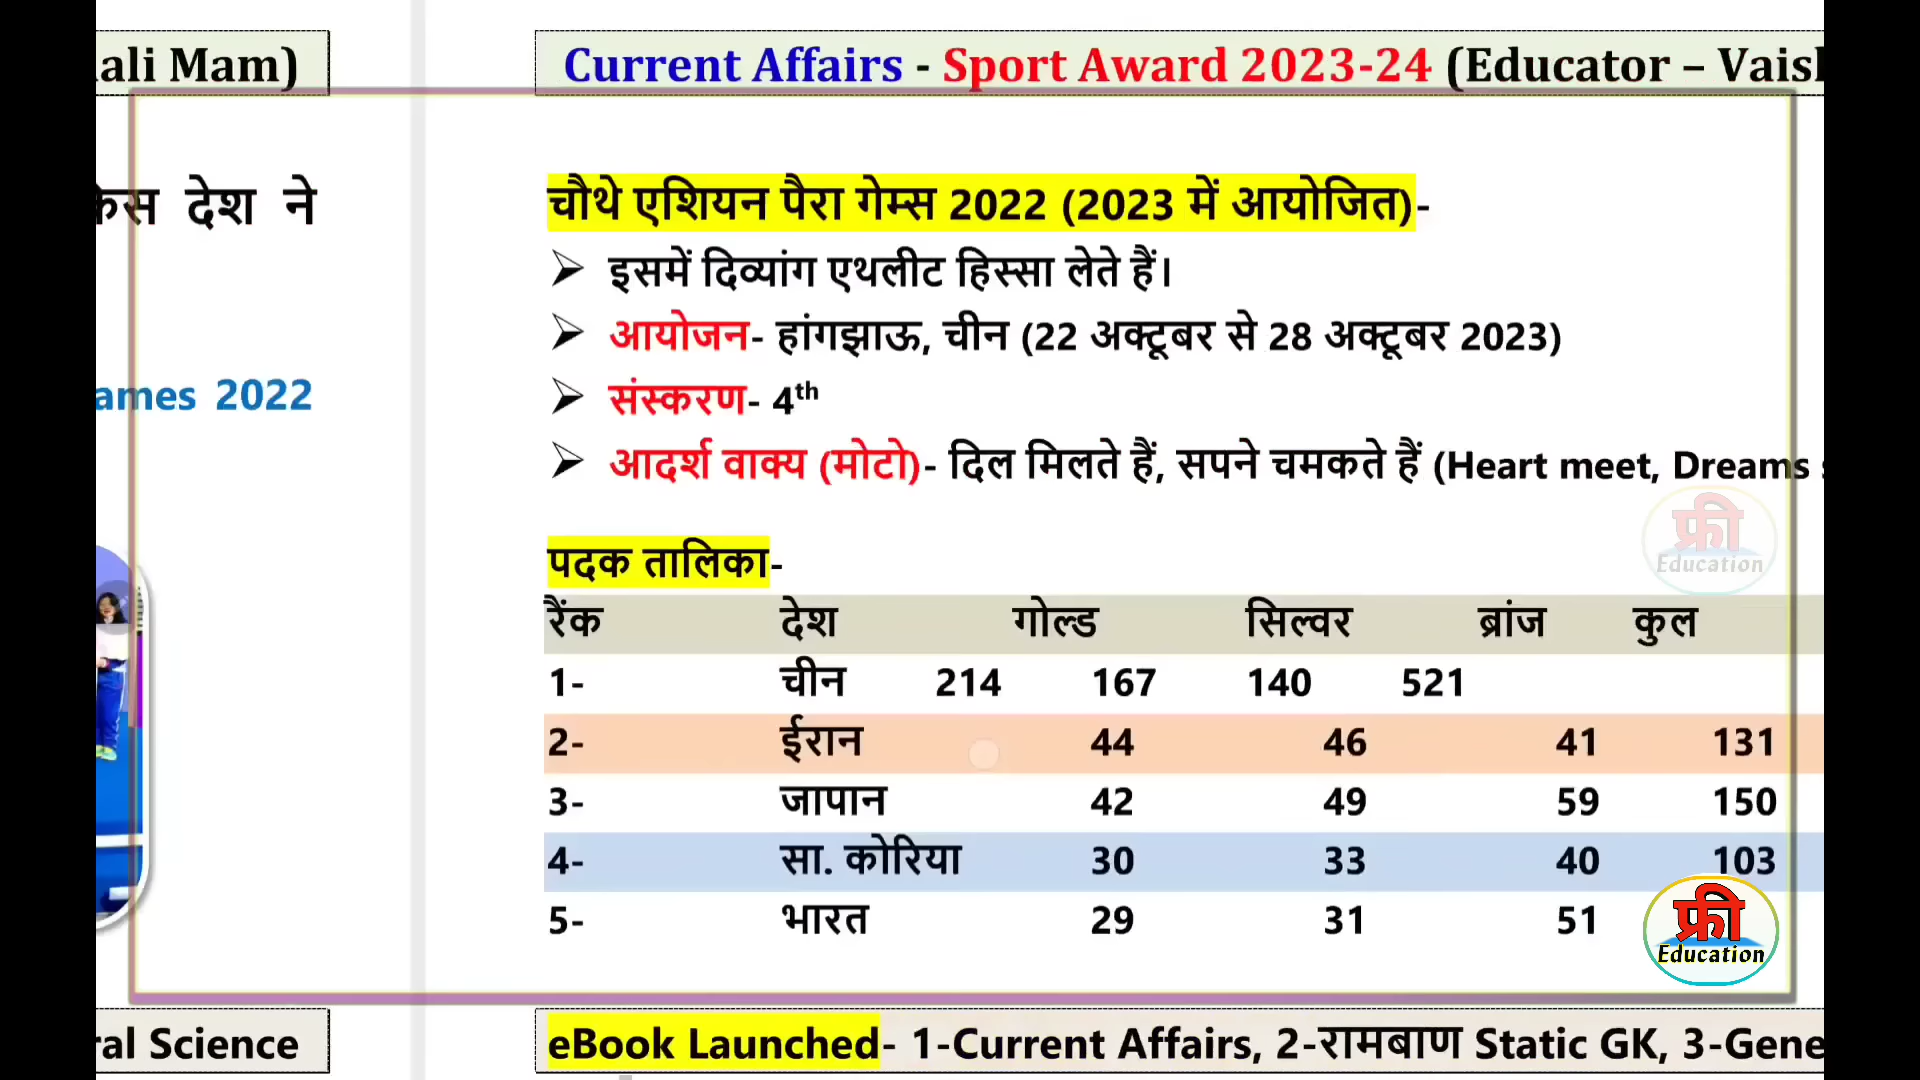 ali Mam)
Current Affairs - Sport Award 2023-24 (Educator –
देश ने
चौथे एशियन पैरा गेम्स 2022 (2023 में आयोजित)-
➢ इसमें दिव्यांग एथलीट हिस्सा लेते हैं।
➢ आयोजन- हांगझाऊ, चीन (22 अक्टूबर से 28 अक्टूबर 2023)
ames 2022
➢ संस्करण- 4th
➢ आदर्श वाक्य (मोटो)- दिल मिलते हैं, सपने चमकते हैं (Heart meet, Dreams
फ्री
Education
पदक तालिका-
रैंक देश गोल्ड सिल्वर ब्रांज कुल
1- चीन 214 167 140 521
2- ईरान 44 46 41 131
3- जापान 42 49 59 150
4- सा. कोरिया 30 33 40 103
5- भारत 29 31 51
फ्री
Education
ral Science
eBook Launched- 1-Current Affairs, 2-रामबाण Static GK, 3-Gene